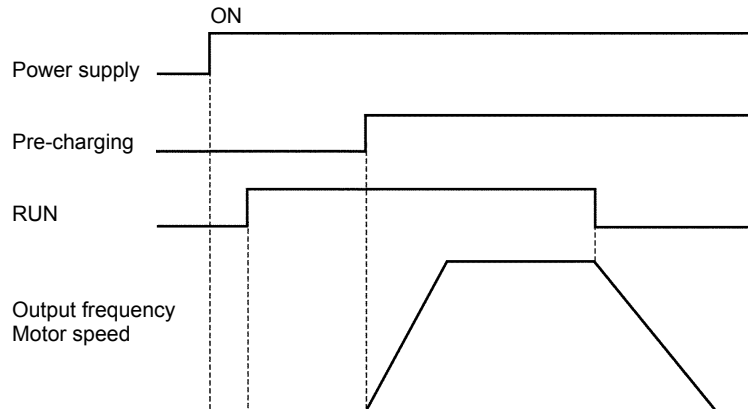 ON
Power supply
Pre-charging
RUN
Output frequency
Motor speed